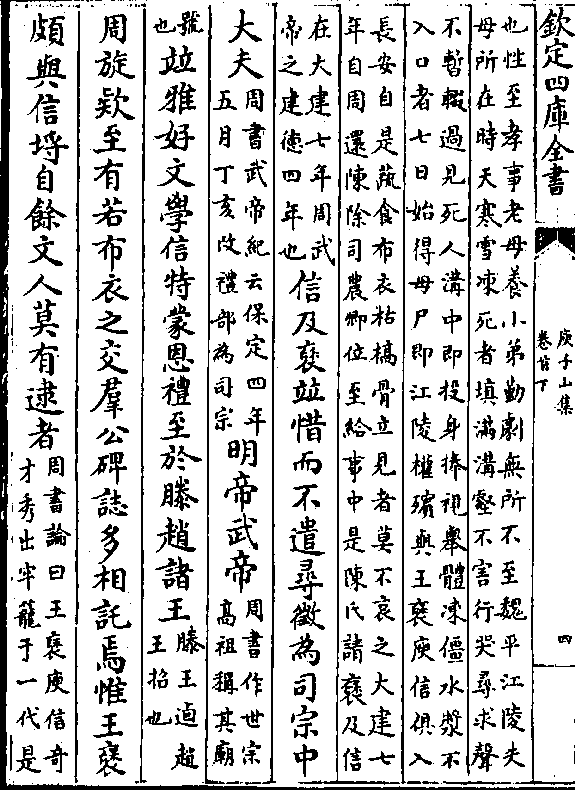 欽定四庫全書
庾子山集
卷首下
四
也性至孝事老母養小弟勤劇無所不至魏平江陵失
母所在時天寒雪凍死者填滿溝壑不害行哭尋求聲
不暫輟過見死人溝中即投身捧視舉體凍僵水漿不
入口者七日始得母尸即江陵權殯與王褒庾信俱入
長安自是蔬食布衣枯槁骨立見者莫不哀之大建七
年自周還陳除司農卿位至給事中是陳氏請褒及信
在大建七年周武
帝之建德四年也
信及褒竝惜而不遣尋徵為司宗中
大夫
周書武帝紀云保定四年
五月丁亥改禮部為司宗
明帝武帝
周書作世宗
高祖稱其廟
號
也
竝雅好文學信特蒙恩禮至於滕趙諸王
滕王逌趙
王招也
周旋款至有若布衣之交羣公碑誌多相託焉惟王褒
頗與信埒自餘文人莫有逮者
周書論曰王褒庾信奇
才秀出牢籠于一代是